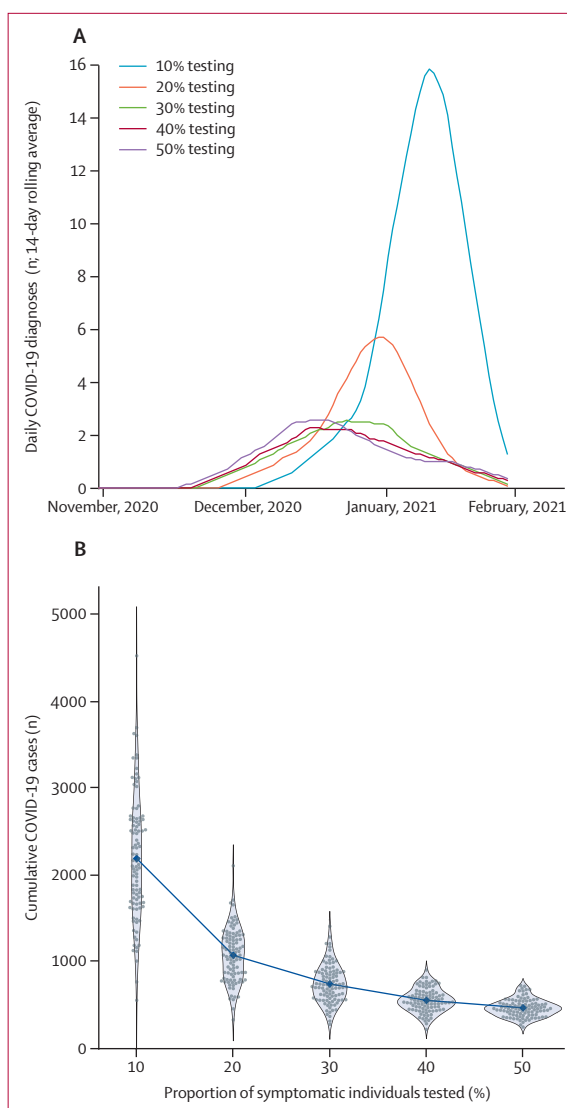 A
Daily COVID-19 diagnoses (n; 14-day rolling average)
16
14
12
10
8
6
4
2
0
10% testing
20% testing
30% testing
40% testing
50% testing
November, 2020
December, 2020
January, 2021
February, 2021
B
Cumulative COVID-19 cases (n)
5000
4000
3000
2000
1000
0
10
20
30
40
50
Proportion of symptomatic individuals tested (%)